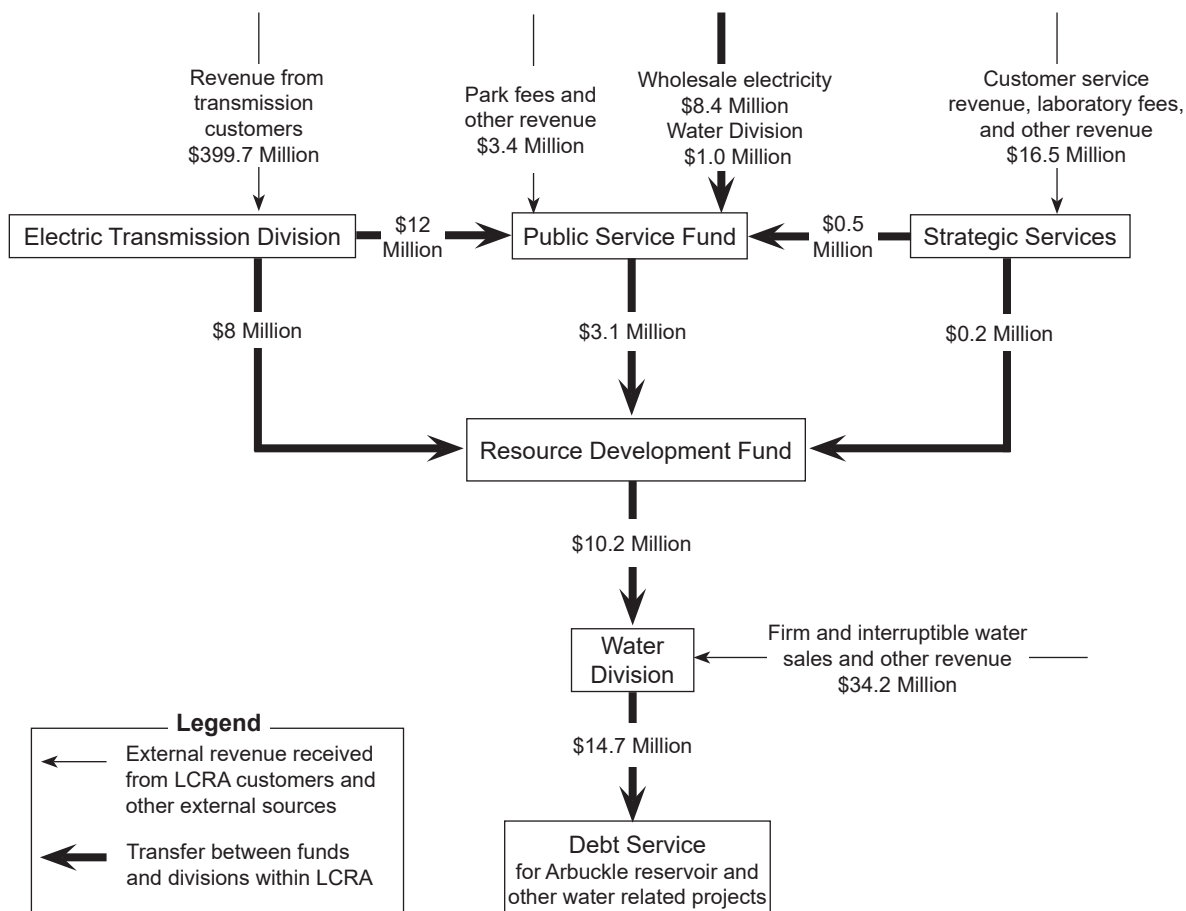 Revenue from
transmission
customers
$399.7 Million
Park fees and
other revenue
$3.4 Million
Wholesale electricity
$8.4 Million
Water Division
$1.0 Million
Customer service
revenue, laboratory fees,
and other revenue
$16.5 Million
Electric Transmission Division
$12
Million
Public Service Fund
$0.5
Million
Strategic Services
$8 Million
$3.1 Million
$0.2 Million
Resource Development Fund
$10.2 Million
Water
Division
Firm and interruptible water
sales and other revenue
$34.2 Million
$14.7 Million
Debt Service
for Arbuckle reservoir and
other water related projects
Legend
External revenue received
from LCRA customers and
other external sources
Transfer between funds
and divisions within LCRA